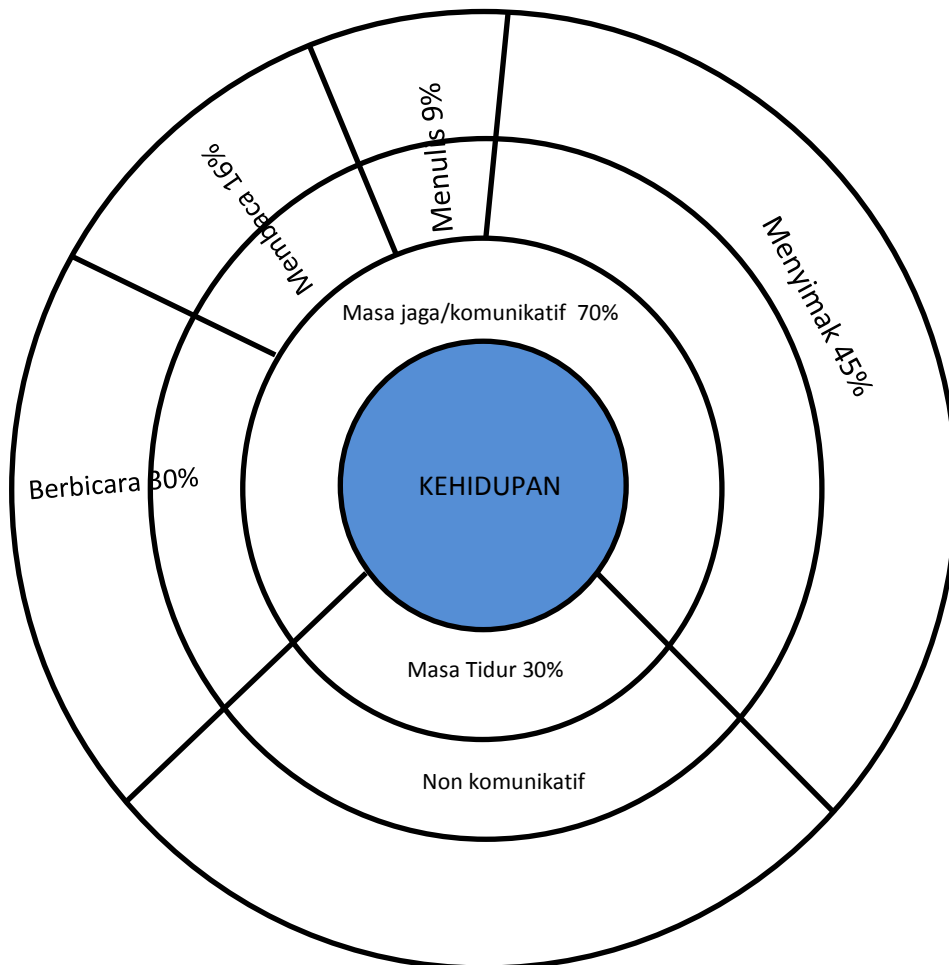 Menulis 9%
Membaca 16%
Menyimak 45%
Masa jaga/komunikatif 70%
Berbicara 30%
KEHIDUPAN
Masa Tidur 30%
Non komunikatif